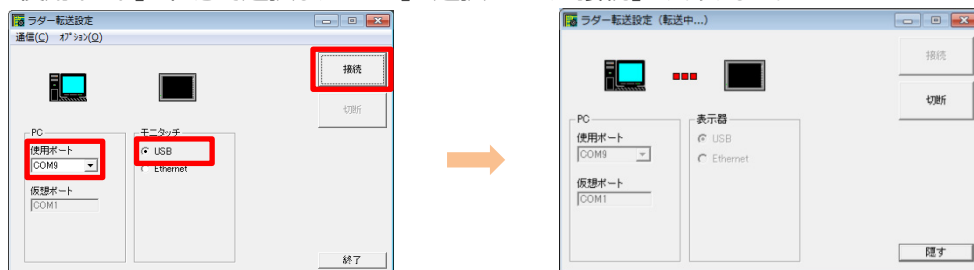 ラダー転送設定
通信(C) オプション(O)
接続
切断
PC
使用ポート
COM9
仮想ポート
COM1
モニタッチ
USB
Ethernet
終了
ラダー転送設定（転送中...）
接続
切断
PC
使用ポート
COM9
仮想ポート
COM1
表示器
USB
Ethernet
隠す